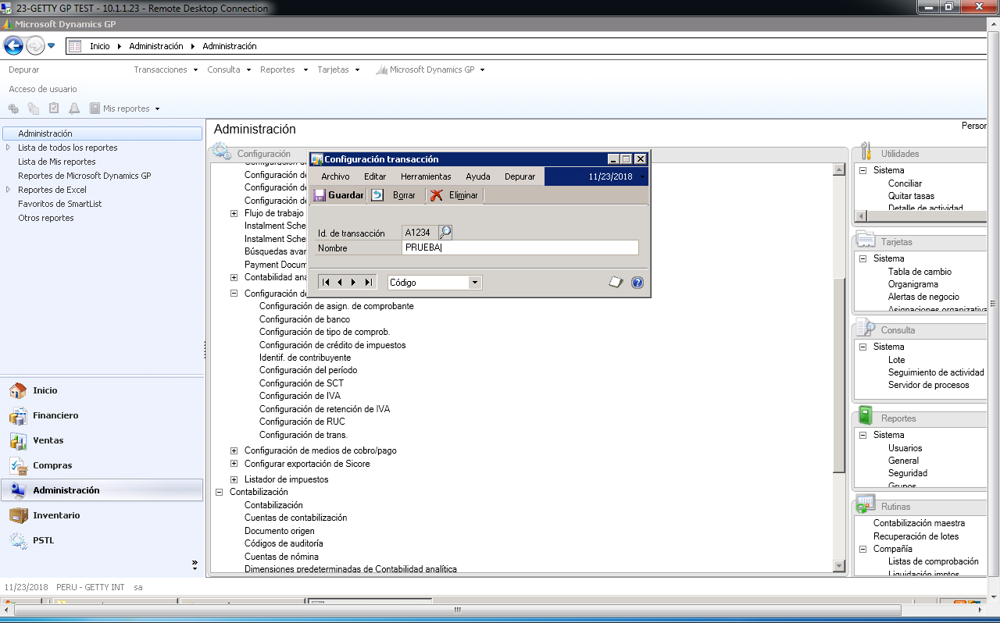 23-GETTY GP TEST - 10.1.1.23 - Remote Desktop Connection
Microsoft Dynamics GP
Inicio Administración Administración
Depurar Transacciones Consulta Reportes Tarjetas Microsoft Dynamics GP
Acceso de usuario
Mis reportes
Administración
Lista de todos los reportes
Lista de Mis reportes
Reportes de Microsoft Dynamics GP
Reportes de Excel
Favoritos de SmartList
Otros reportes
Inicio
Financiero
Ventas
Compras
Administración
Inventario
PSTL
Administración
Person
Configuración
Configuración de
Configuración de
Configuración de
Flujo de trabajo
Instalment Sche
Instalment Sche
Búsquedas avan
Payment Docum
Contabilidad ana
Configuración de
Configuración de asign. de comprobante
Configuración de banco
Configuración de tipo de comprob.
Configuración de crédito de impuestos
Identif. de contribuyente
Configuración del período
Configuración de SCT
Configuración de IVA
Configuración de retención de IVA
Configuración de RUC
Configuración de trans.
Configuración de medios de cobro/pago
Configurar exportación de Sicore
Listador de impuestos
Contabilización
Contabilización
Cuentas de contabilización
Documento origen
Códigos de auditoría
Cuentas de nómina
Dimensiones predeterminadas de Contabilidad analítica
Configuración transacción
Archivo Editar Herramientas Ayuda Depurar 11/23/2018
Guardar Borrar Eliminar
Id. de transacción A1234
Nombre PRUEBA
Código
Utilidades
Sistema
Conciliar
Quitar tasas
Detalle de actividad
Tarjetas
Sistema
Tabla de cambio
Organigrama
Alertas de negocio
Asignaciones organizativa
Consulta
Sistema
Lote
Seguimiento de actividad
Servidor de procesos
Reportes
Sistema
Usuarios
General
Seguridad
Grupos
Rutinas
Contabilización maestra
Recuperación de lotes
Compañía
Listas de comprobación
Liquidación imptos
11/23/2018 PERU - GETTY INT sa